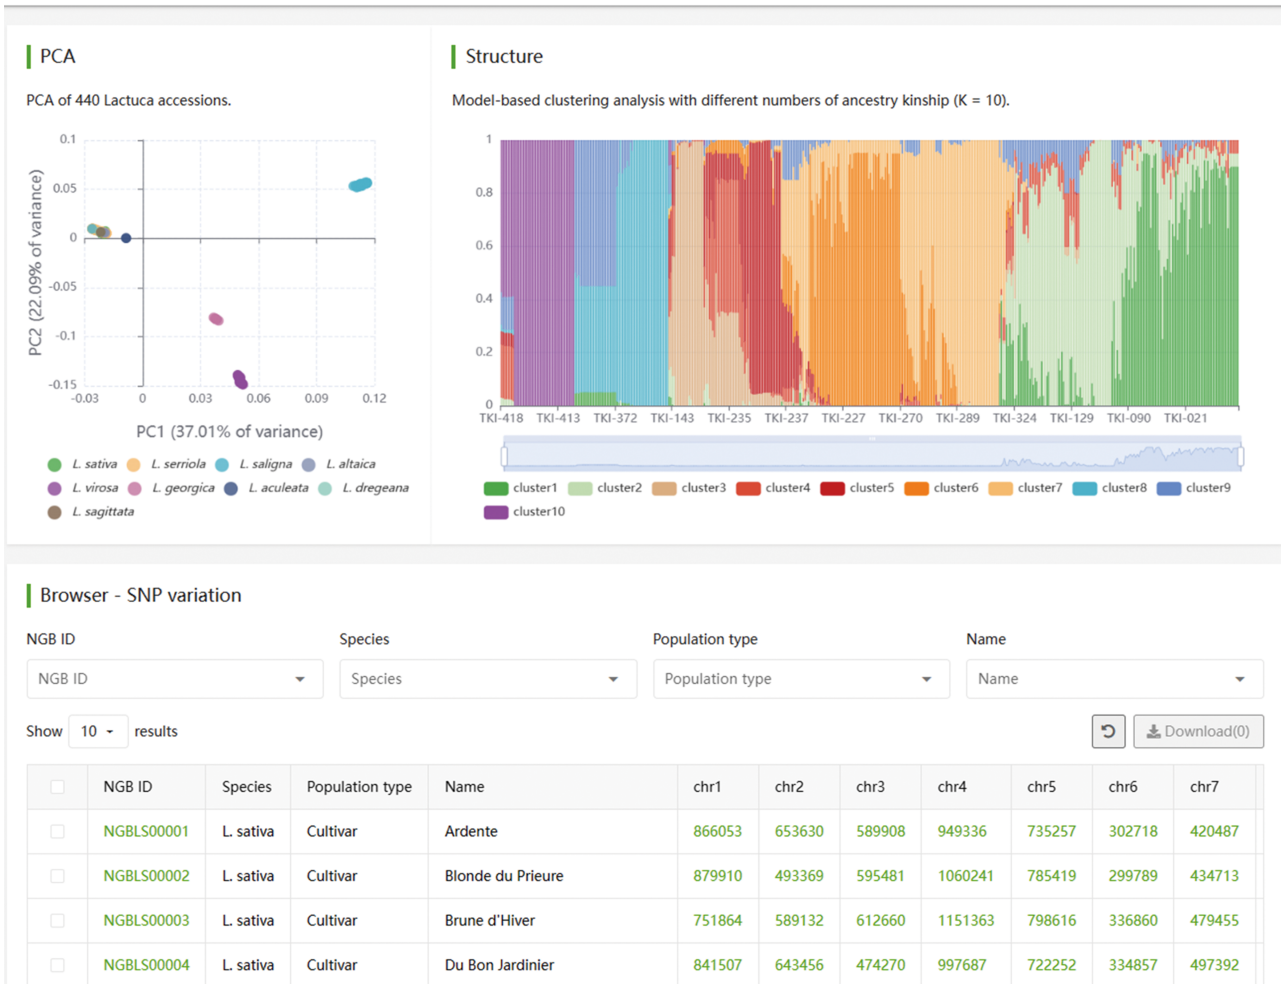 PCA
PCA of 440 Lactuca accessions.
0.1
0.05
0
-0.05
-0.1
-0.15
PC2 (22.09% of variance)
-0.03 0 0.03 0.06 0.09 0.12
PC1 (37.01% of variance)
L. sativa L. serriola L. saligna L. altaica
L. virosa L. georgica L. aculeata L. dregeana
L. sagittata
Structure
Model-based clustering analysis with different numbers of ancestry kinship (K = 10).
1
0.8
0.6
0.4
0.2
0
TKI-418 TKI-413 TKI-372 TKI-143 TKI-235 TKI-237 TKI-227 TKI-270 TKI-289 TKI-324 TKI-129 TKI-090 TKI-021
cluster1 cluster2 cluster3 cluster4 cluster5 cluster6 cluster7 cluster8 cluster9
cluster10
Browser - SNP variation
NGB ID Species Population type Name
NGB ID Species Population type Name
Show 10 results Download(0)
NGB ID Species Population type Name chr1 chr2 chr3 chr4 chr5 chr6 chr7
NGBLS00001 L. sativa Cultivar Ardente 866053 653630 589908 949336 735257 302718 420487
NGBLS00002 L. sativa Cultivar Blonde du Prieure 879910 493369 595481 1060241 785419 299789 434713
NGBLS00003 L. sativa Cultivar Brune d'Hiver 751864 589132 612660 1151363 798616 336860 479455
NGBLS00004 L. sativa Cultivar Du Bon Jardinier 841507 643456 474270 997687 722252 334857 497392